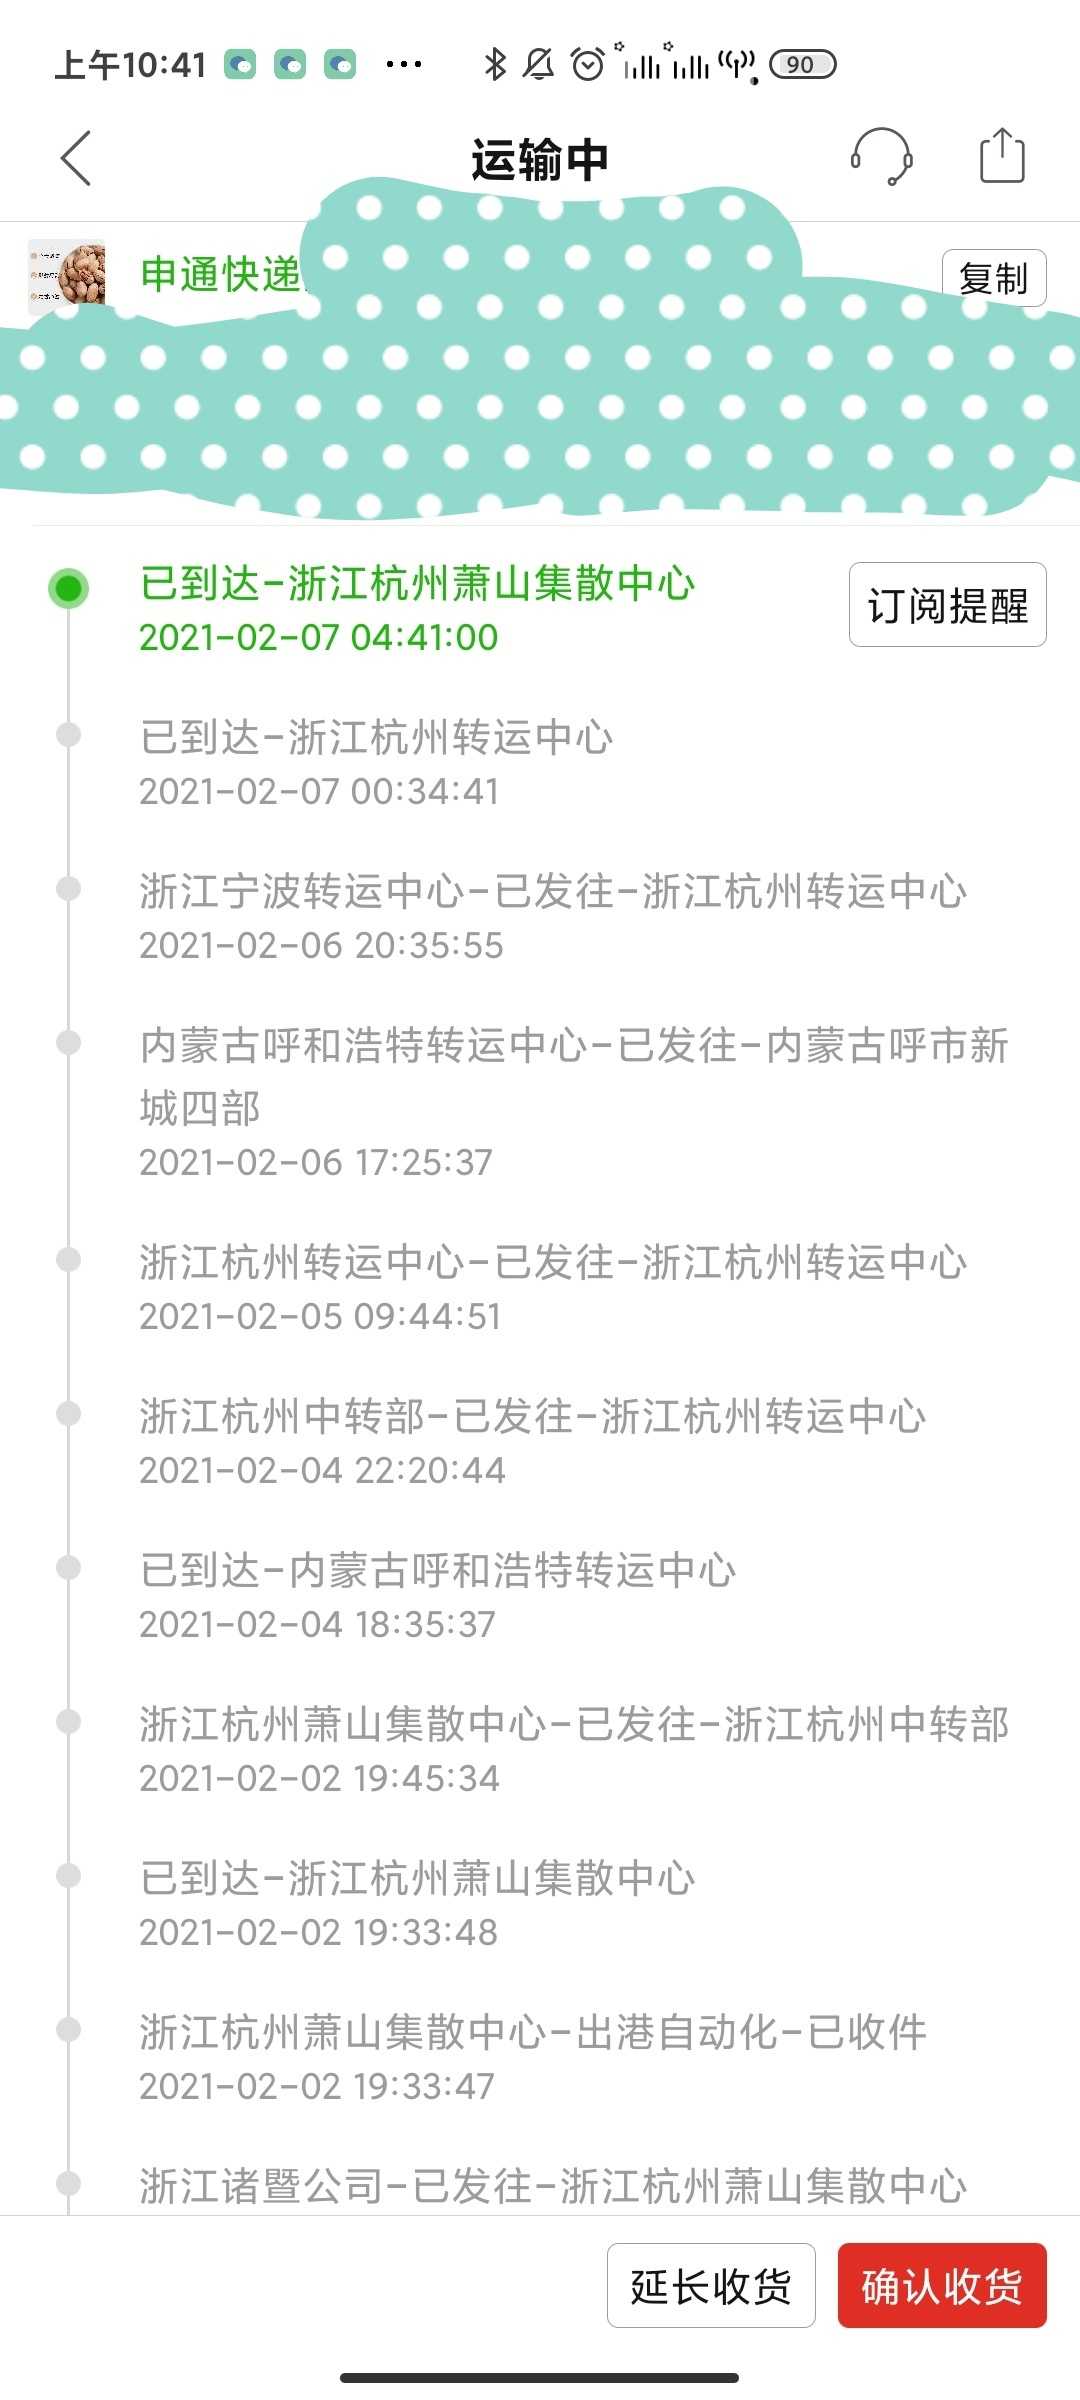 上午10:41
90
运输中
申通快递
复制
已到达-浙江杭州萧山集散中心
2021-02-07 04:41:00
订阅提醒
已到达-浙江杭州转运中心
2021-02-07 00:34:41
浙江宁波转运中心-已发往-浙江杭州转运中心
2021-02-06 20:35:55
内蒙古呼和浩特转运中心-已发往-内蒙古呼市新
城四部
2021-02-06 17:25:37
浙江杭州转运中心-已发往-浙江杭州转运中心
2021-02-05 09:44:51
浙江杭州中转部-已发往-浙江杭州转运中心
2021-02-04 22:20:44
已到达-内蒙古呼和浩特转运中心
2021-02-04 18:35:37
浙江杭州萧山集散中心-已发往-浙江杭州中转部
2021-02-02 19:45:34
已到达-浙江杭州萧山集散中心
2021-02-02 19:33:48
浙江杭州萧山集散中心-出港自动化-已收件
2021-02-02 19:33:47
浙江诸暨公司-已发往-浙江杭州萧山集散中心
延长收货
确认收货